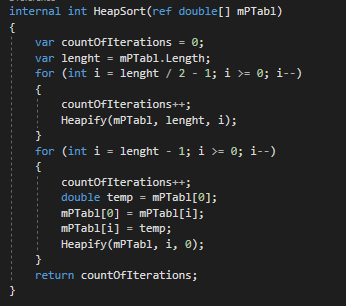 internal int HeapSort(ref double[] mPTabl)
{
var countOfIterations = 0;
var lenght = mPTabl.Length;
for (int i = lenght / 2 - 1; i >= 0; i--)
{
countOfIterations++;
Heapify(mPTabl, lenght, i);
}
for (int i = lenght - 1; i >= 0; i--)
{
countOfIterations++;
double temp = mPTabl[0];
mPTabl[0] = mPTabl[i];
mPTabl[i] = temp;
Heapify(mPTabl, i, 0);
}
return countOfIterations;
}